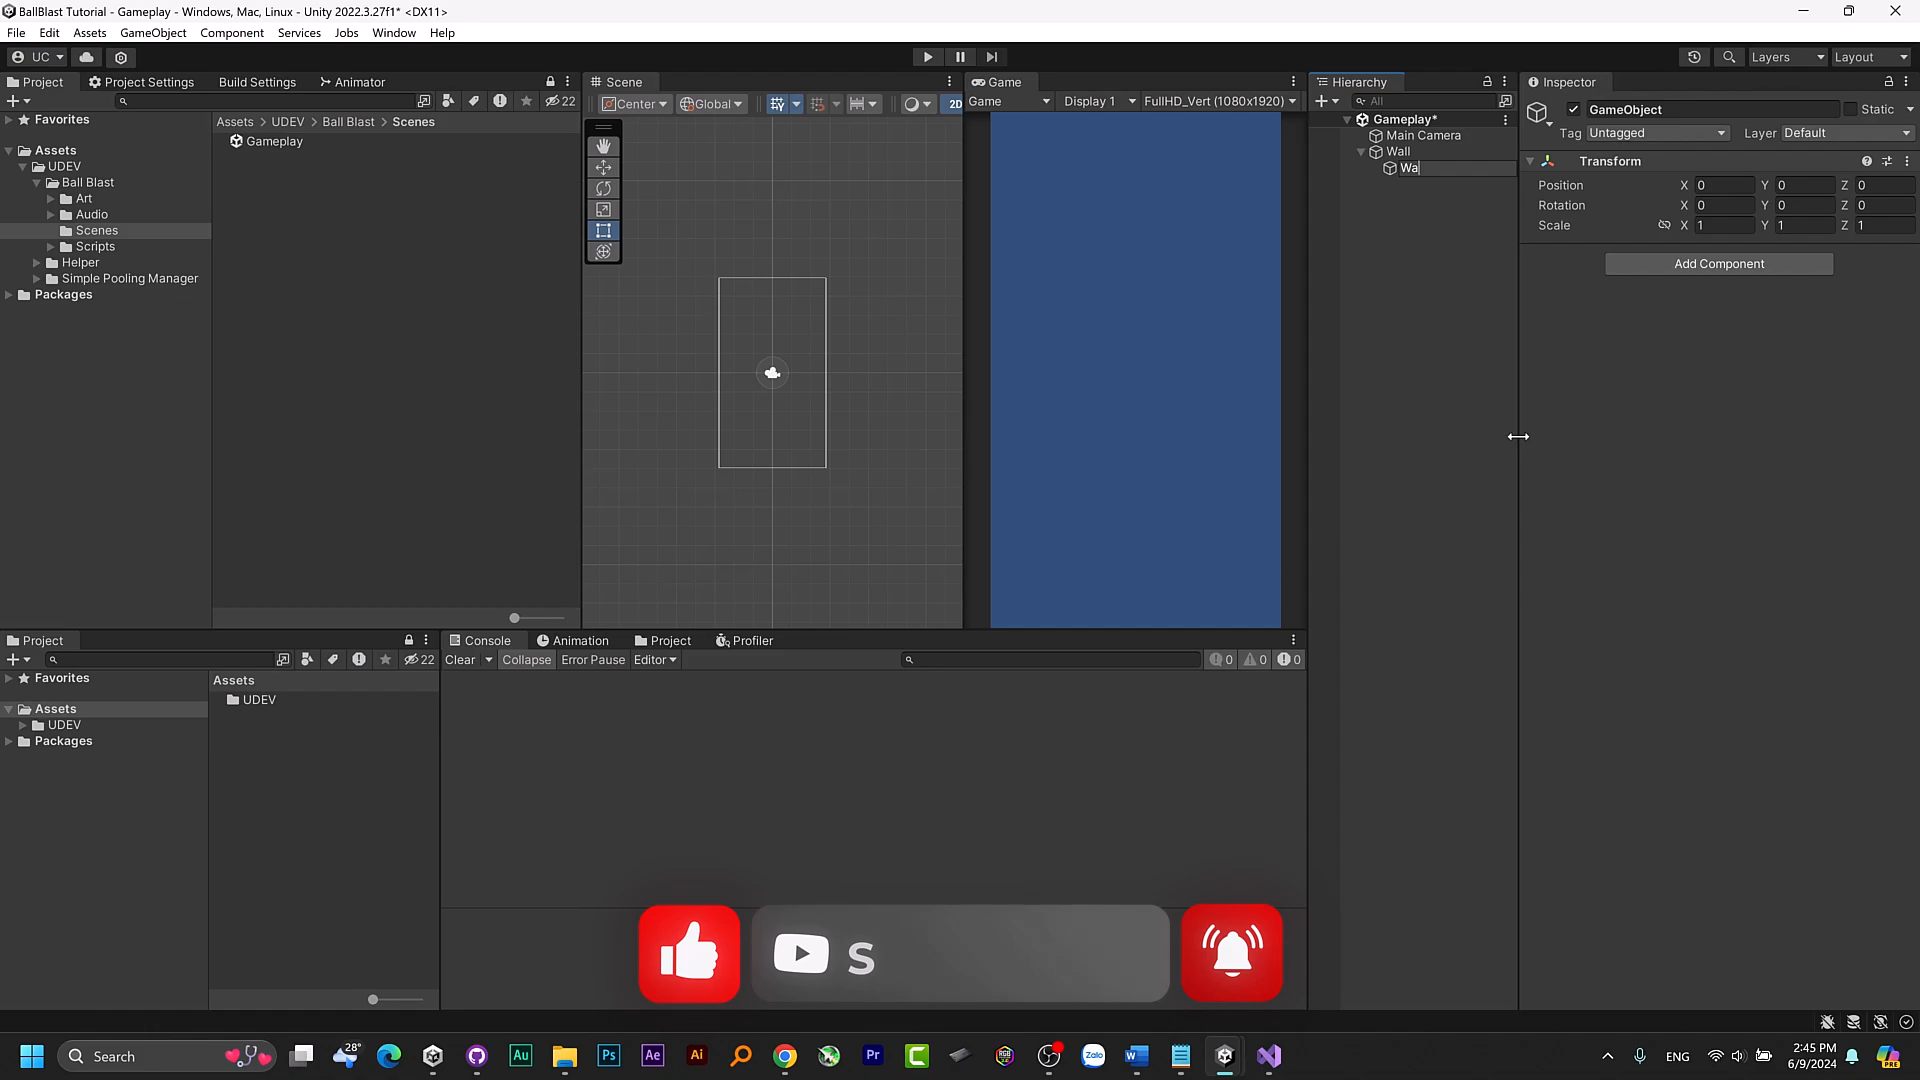 BallBlast Tutorial - Gameplay - Windows, Mac, Linux - Unity 2022.3.27f1* <DX11>
File Edit Assets GameObject Component Services Jobs Window Help
UC Layers Layout
Project Project Settings Build Settings Animator
22
Favorites
Assets
UDEV
Ball Blast
Art
Audio
Scenes
Scripts
Helper
Simple Pooling Manager
Packages
Assets > UDEV > Ball Blast > Scenes
Gameplay
Scene
Center Global 2D
Game
Game Display 1 FullHD_Vert (1080x1920)
Hierarchy
All
Gameplay*
Main Camera
Wall
Wa
Inspector
GameObject Static
Tag Untagged Layer Default
Transform
Position X 0 Y 0 Z 0
Rotation X 0 Y 0 Z 0
Scale X 1 Y 1 Z 1
Add Component
Project
22
Favorites
Assets
UDEV
Packages
Assets
UDEV
Console Animation Project Profiler
Clear Collapse Error Pause Editor 0 0 0
S
Search
28°
Au Ps Ae Ai Pr Zalo
ENG
2:45 PM
6/9/2024
PRE